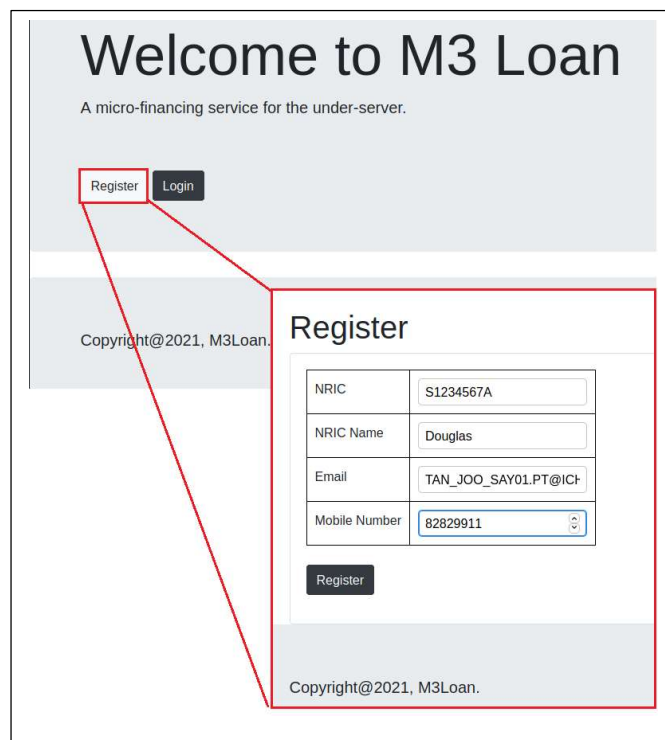 Welcome to M3 Loan
A micro-financing service for the under-server.
Register Login
Copyright@2021, M3Loan.
Register
NRIC S1234567A
NRIC Name Douglas
Email TAN_JOO_SAY01.PT@ICH
Mobile Number 82829911
Register
Copyright@2021, M3Loan.